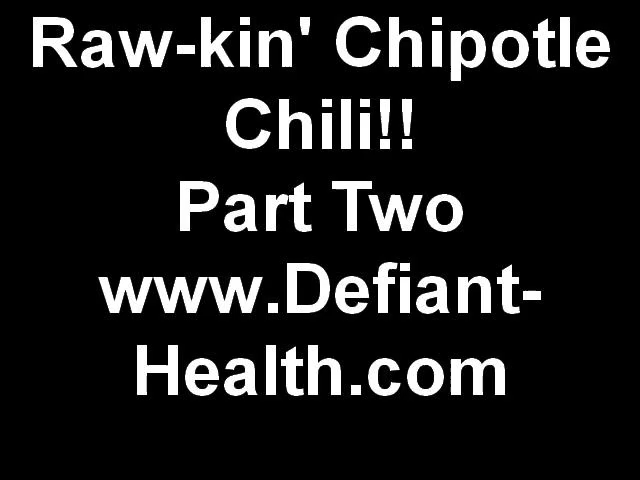 Raw-kin' Chipotle
Chili!!
Part Two
www.Defiant-
Health.com